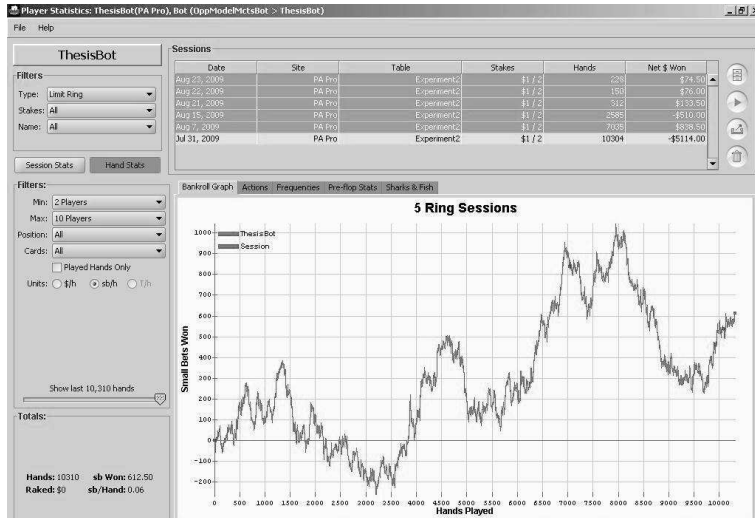 Player Statistics: ThesisBot(PA Pro), Bot (OppModelMctsBot > ThesisBot)
File Help
ThesisBot
Filters
Type: Limit Ring
Stakes: All
Name: All
Session Stats Hand Stats
Filters:
Min: 2 Players
Max: 10 Players
Position: All
Cards: All
Played Hands Only
Units: $/h sb/h T/h
Show last 10,310 hands
Totals:
Hands: 10310 sb Won: 612.50
Raked: $0 sb/Hand: 0.06
Sessions
Date Site Table Stakes Hands Net $ Won
Aug 23, 2009 PA Pro Experiment2 $1 / 2 228 $74.50
Aug 22, 2009 PA Pro Experiment2 $1 / 2 150 $76.00
Aug 21, 2009 PA Pro Experiment2 $1 / 2 312 $133.50
Aug 15, 2009 PA Pro Experiment2 $1 / 2 2585 -$510.00
Aug 7, 2009 PA Pro Experiment2 $1 / 2 7035 $838.50
Jul 31, 2009 PA Pro Experiment2 $1 / 2 10304 -$5114.00
Bankroll Graph Actions Frequencies Pre-flop Stats Sharks & Fish
5 Ring Sessions
ThesisBot
Session
Small Bets Won
1000
900
800
700
600
500
400
300
200
100
0
-100
-200
0 500 1000 1500 2000 2500 3000 3500 4000 4500 5000 5500 6000 6500 7000 7500 8000 8500 9000 9500 10000
Hands Played